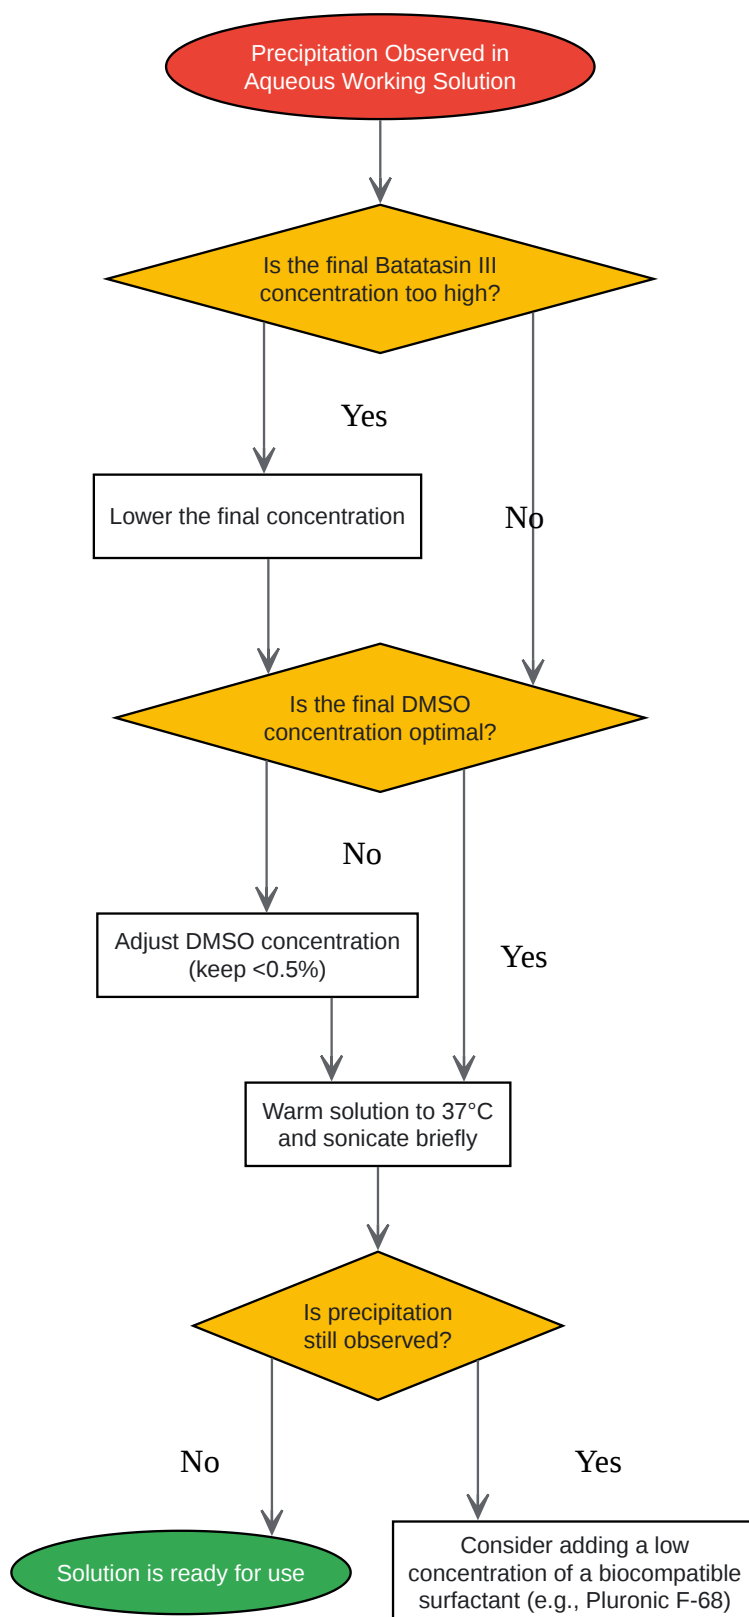 Precipitation Observed in
Aqueous Working Solution
Is the final Batatasin III
concentration too high?
Yes
Lower the final concentration
No
Is the final DMSO
concentration optimal?
No
Adjust DMSO concentration
(keep <0.5%)
Yes
Warm solution to 37°C
and sonicate briefly
Is precipitation
still observed?
No
Yes
Solution is ready for use
Consider adding a low
concentration of a biocompatible
surfactant (e.g., Pluronic F-68)